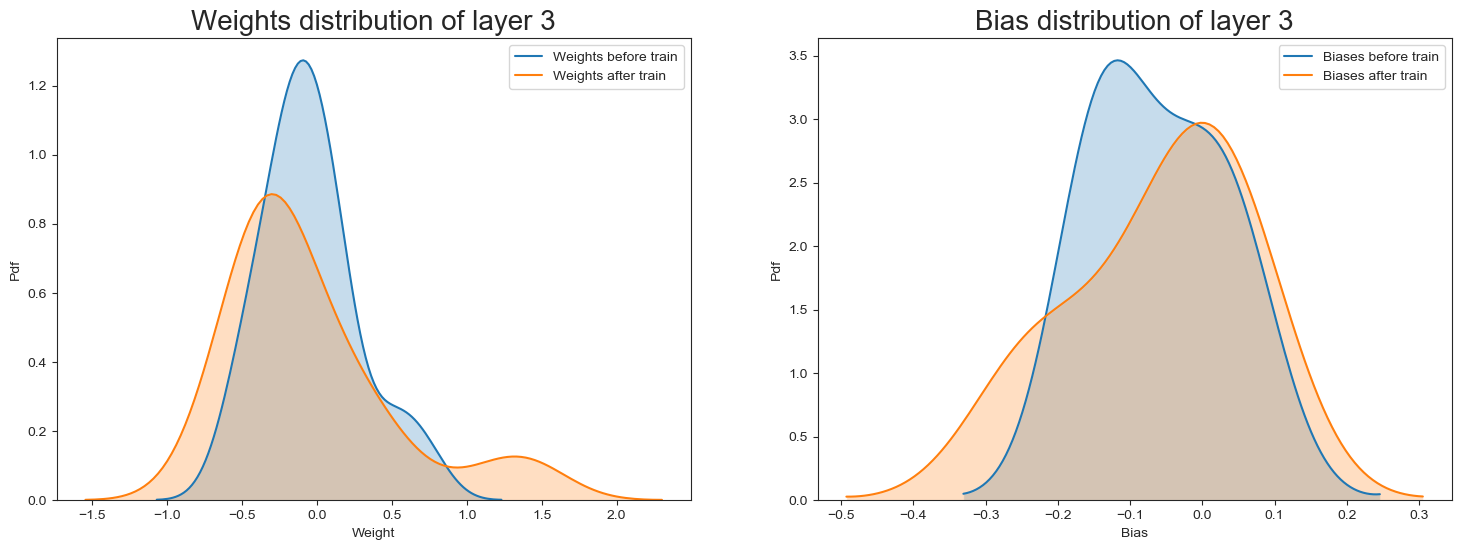 Weights distribution of layer 3
Weights before train
Weights after train
1.2
1.0
0.8
0.6
0.4
0.2
0.0
Pdf
−1.5 −1.0 −0.5 0.0 0.5 1.0 1.5 2.0
Weight
Bias distribution of layer 3
Biases before train
Biases after train
3.5
3.0
2.5
2.0
1.5
1.0
0.5
0.0
Pdf
−0.5 −0.4 −0.3 −0.2 −0.1 0.0 0.1 0.2 0.3
Bias